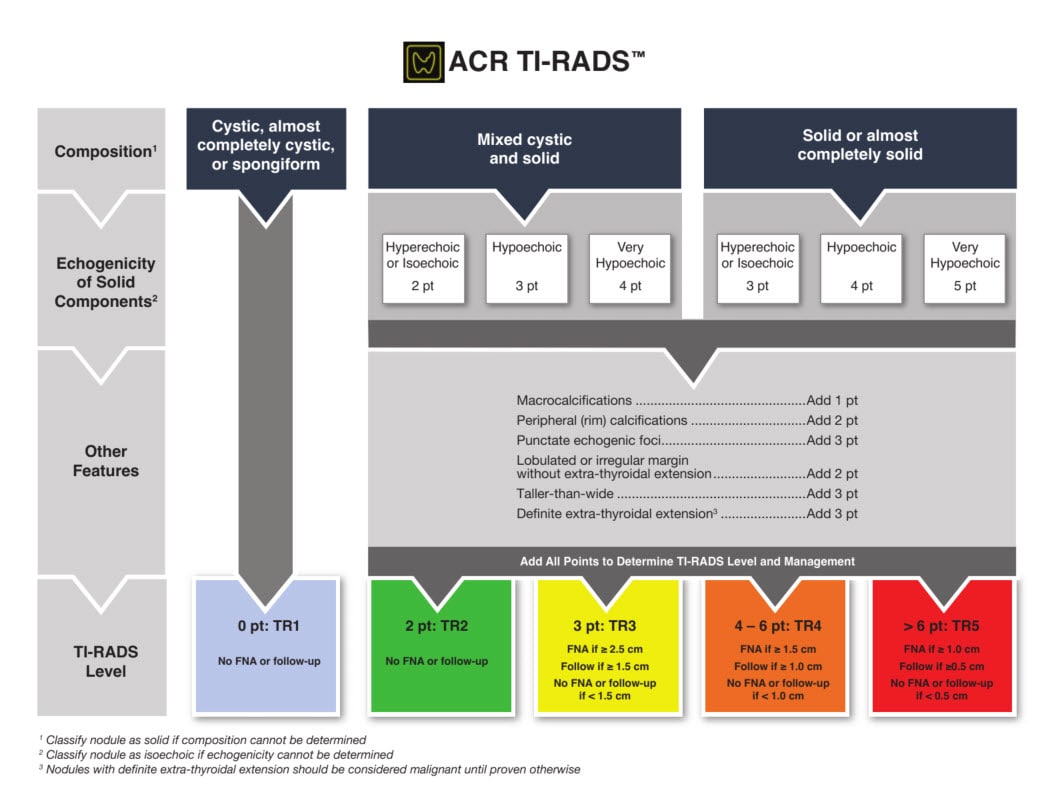 ACR TI-RADS™
Composition¹
Cystic, almost
completely cystic,
or spongiform
Mixed cystic
and solid
Solid or almost
completely solid
Echogenicity
of Solid
Components²
Hyperechoic
or Isoechoic
2 pt
Hypoechoic
3 pt
Very
Hypoechoic
4 pt
Hyperechoic
or Isoechoic
3 pt
Hypoechoic
4 pt
Very
Hypoechoic
5 pt
Other
Features
Macrocalcifications ..............................................Add 1 pt
Peripheral (rim) calcifications ...............................Add 2 pt
Punctate echogenic foci.......................................Add 3 pt
Lobulated or irregular margin
without extra-thyroidal extension.........................Add 2 pt
Taller-than-wide ...................................................Add 3 pt
Definite extra-thyroidal extension³ .......................Add 3 pt
Add All Points to Determine TI-RADS Level and Management
TI-RADS
Level
0 pt: TR1
No FNA or follow-up
2 pt: TR2
No FNA or follow-up
3 pt: TR3
FNA if ≥ 2.5 cm
Follow if ≥ 1.5 cm
No FNA or follow-up
if < 1.5 cm
4 – 6 pt: TR4
FNA if ≥ 1.5 cm
Follow if ≥ 1.0 cm
No FNA or follow-up
if < 1.0 cm
> 6 pt: TR5
FNA if ≥ 1.0 cm
Follow if ≥0.5 cm
No FNA or follow-up
if < 0.5 cm
¹ Classify nodule as solid if composition cannot be determined
² Classify nodule as isoechoic if echogenicity cannot be determined
³ Nodules with definite extra-thyroidal extension should be considered malignant until proven otherwise